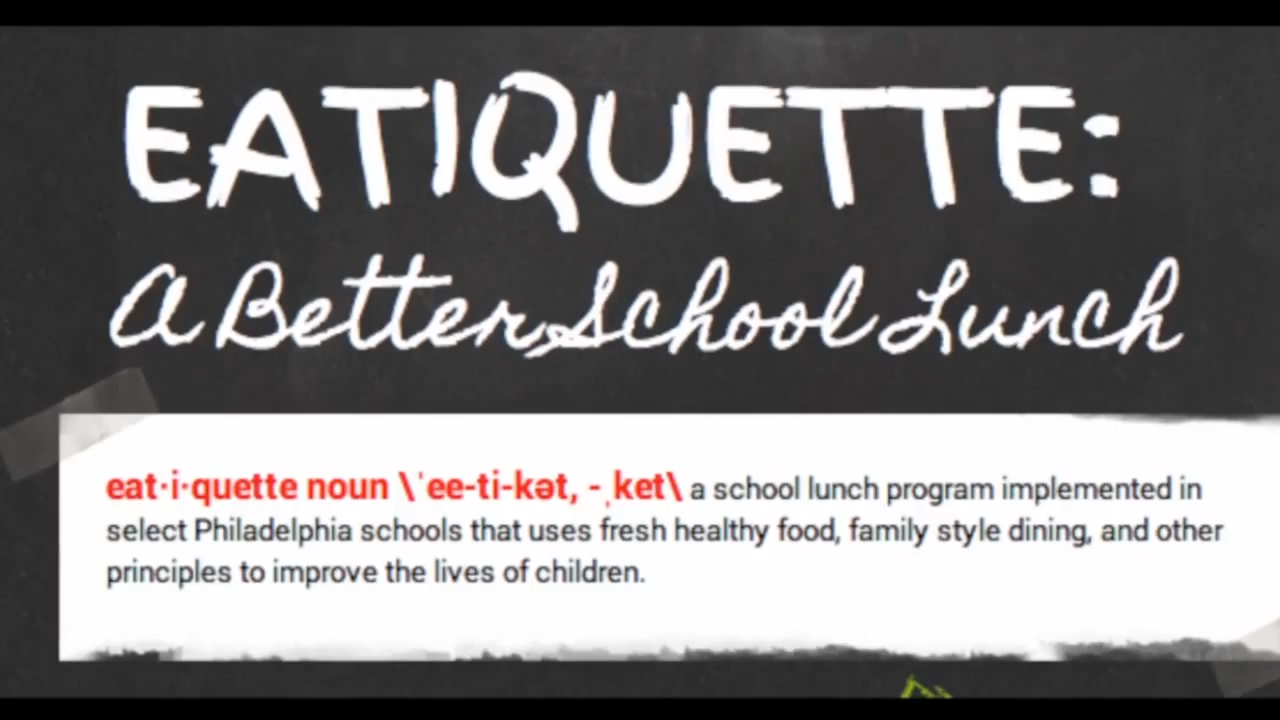 EATIQUETTE:
A Better School Lunch
eat·i·quette noun \ˈee-ti-kət, -ˌket\ a school lunch program implemented in
select Philadelphia schools that uses fresh healthy food, family style dining, and other
principles to improve the lives of children.